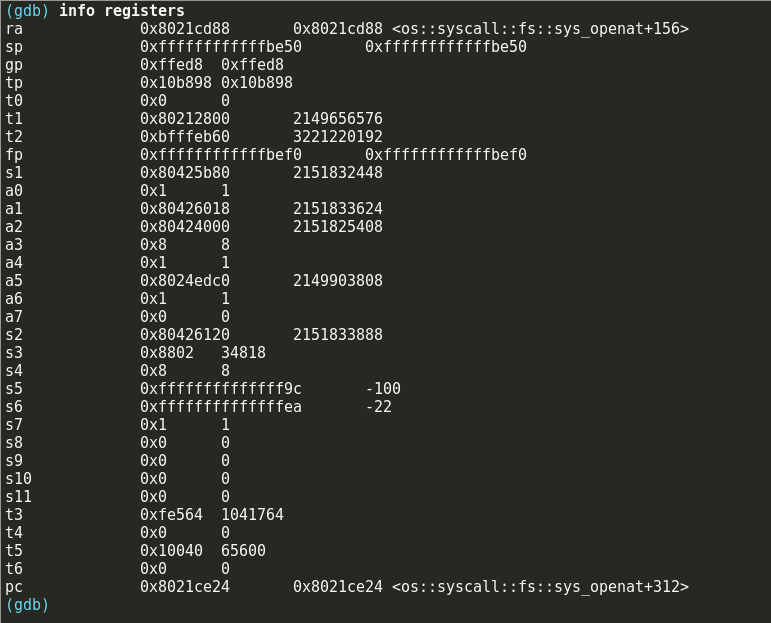 (gdb) info registers
ra 0x8021cd88 0x8021cd88 <os::syscall::fs::sys_openat+156>
sp 0xffffffffffffbe50 0xffffffffffffbe50
gp 0xffed8 0xffed8
tp 0x10b898 0x10b898
t0 0x0 0
t1 0x80212800 2149656576
t2 0xbfffeb60 3221220192
fp 0xffffffffffffbef0 0xffffffffffffbef0
s1 0x80425b80 2151832448
a0 0x1 1
a1 0x80426018 2151833624
a2 0x80424000 2151825408
a3 0x8 8
a4 0x1 1
a5 0x8024edc0 2149903808
a6 0x1 1
a7 0x0 0
s2 0x80426120 2151833888
s3 0x8802 34818
s4 0x8 8
s5 0xffffffffffffff9c -100
s6 0xffffffffffffffea -22
s7 0x1 1
s8 0x0 0
s9 0x0 0
s10 0x0 0
s11 0x0 0
t3 0xfe564 1041764
t4 0x0 0
t5 0x10040 65600
t6 0x0 0
pc 0x8021ce24 0x8021ce24 <os::syscall::fs::sys_openat+312>
(gdb)